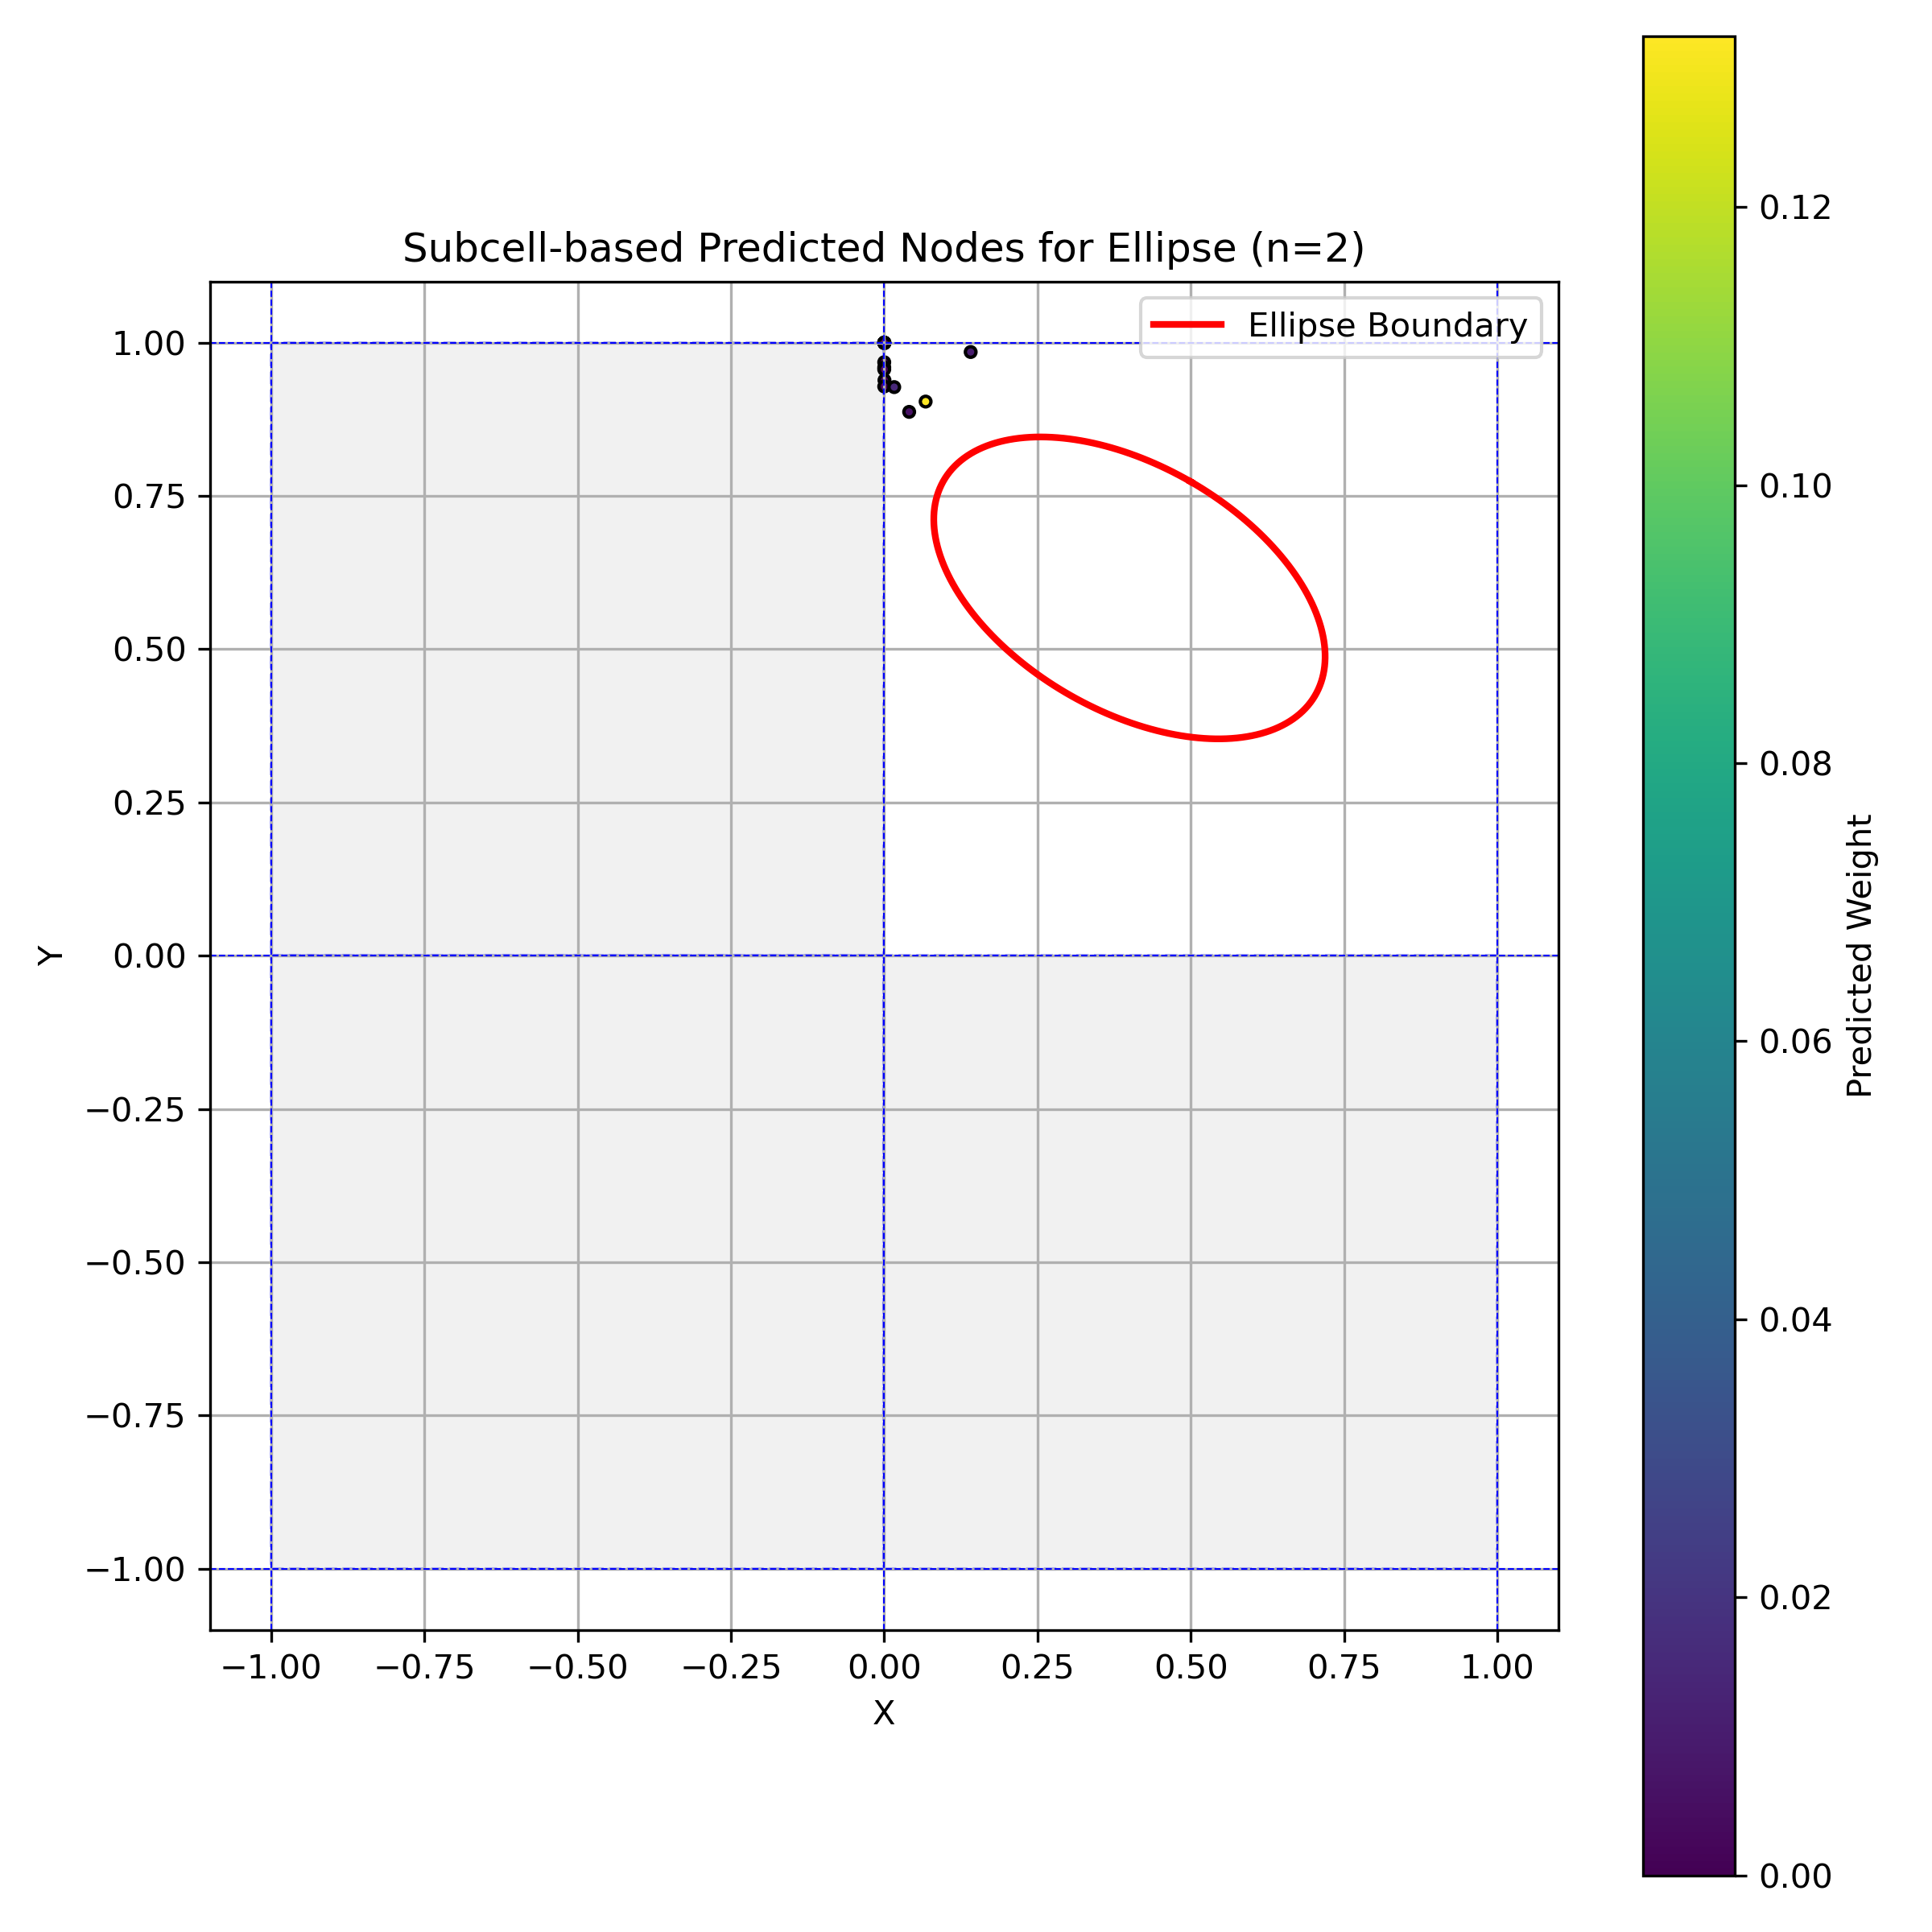 Subcell-based Predicted Nodes for Ellipse (n=2)
Ellipse Boundary
1.00
0.75
0.50
0.25
0.00
−0.25
−0.50
−0.75
−1.00
Y
−1.00 −0.75 −0.50 −0.25 0.00 0.25 0.50 0.75 1.00
X
0.12
0.10
0.08
0.06
0.04
0.02
0.00
Predicted Weight